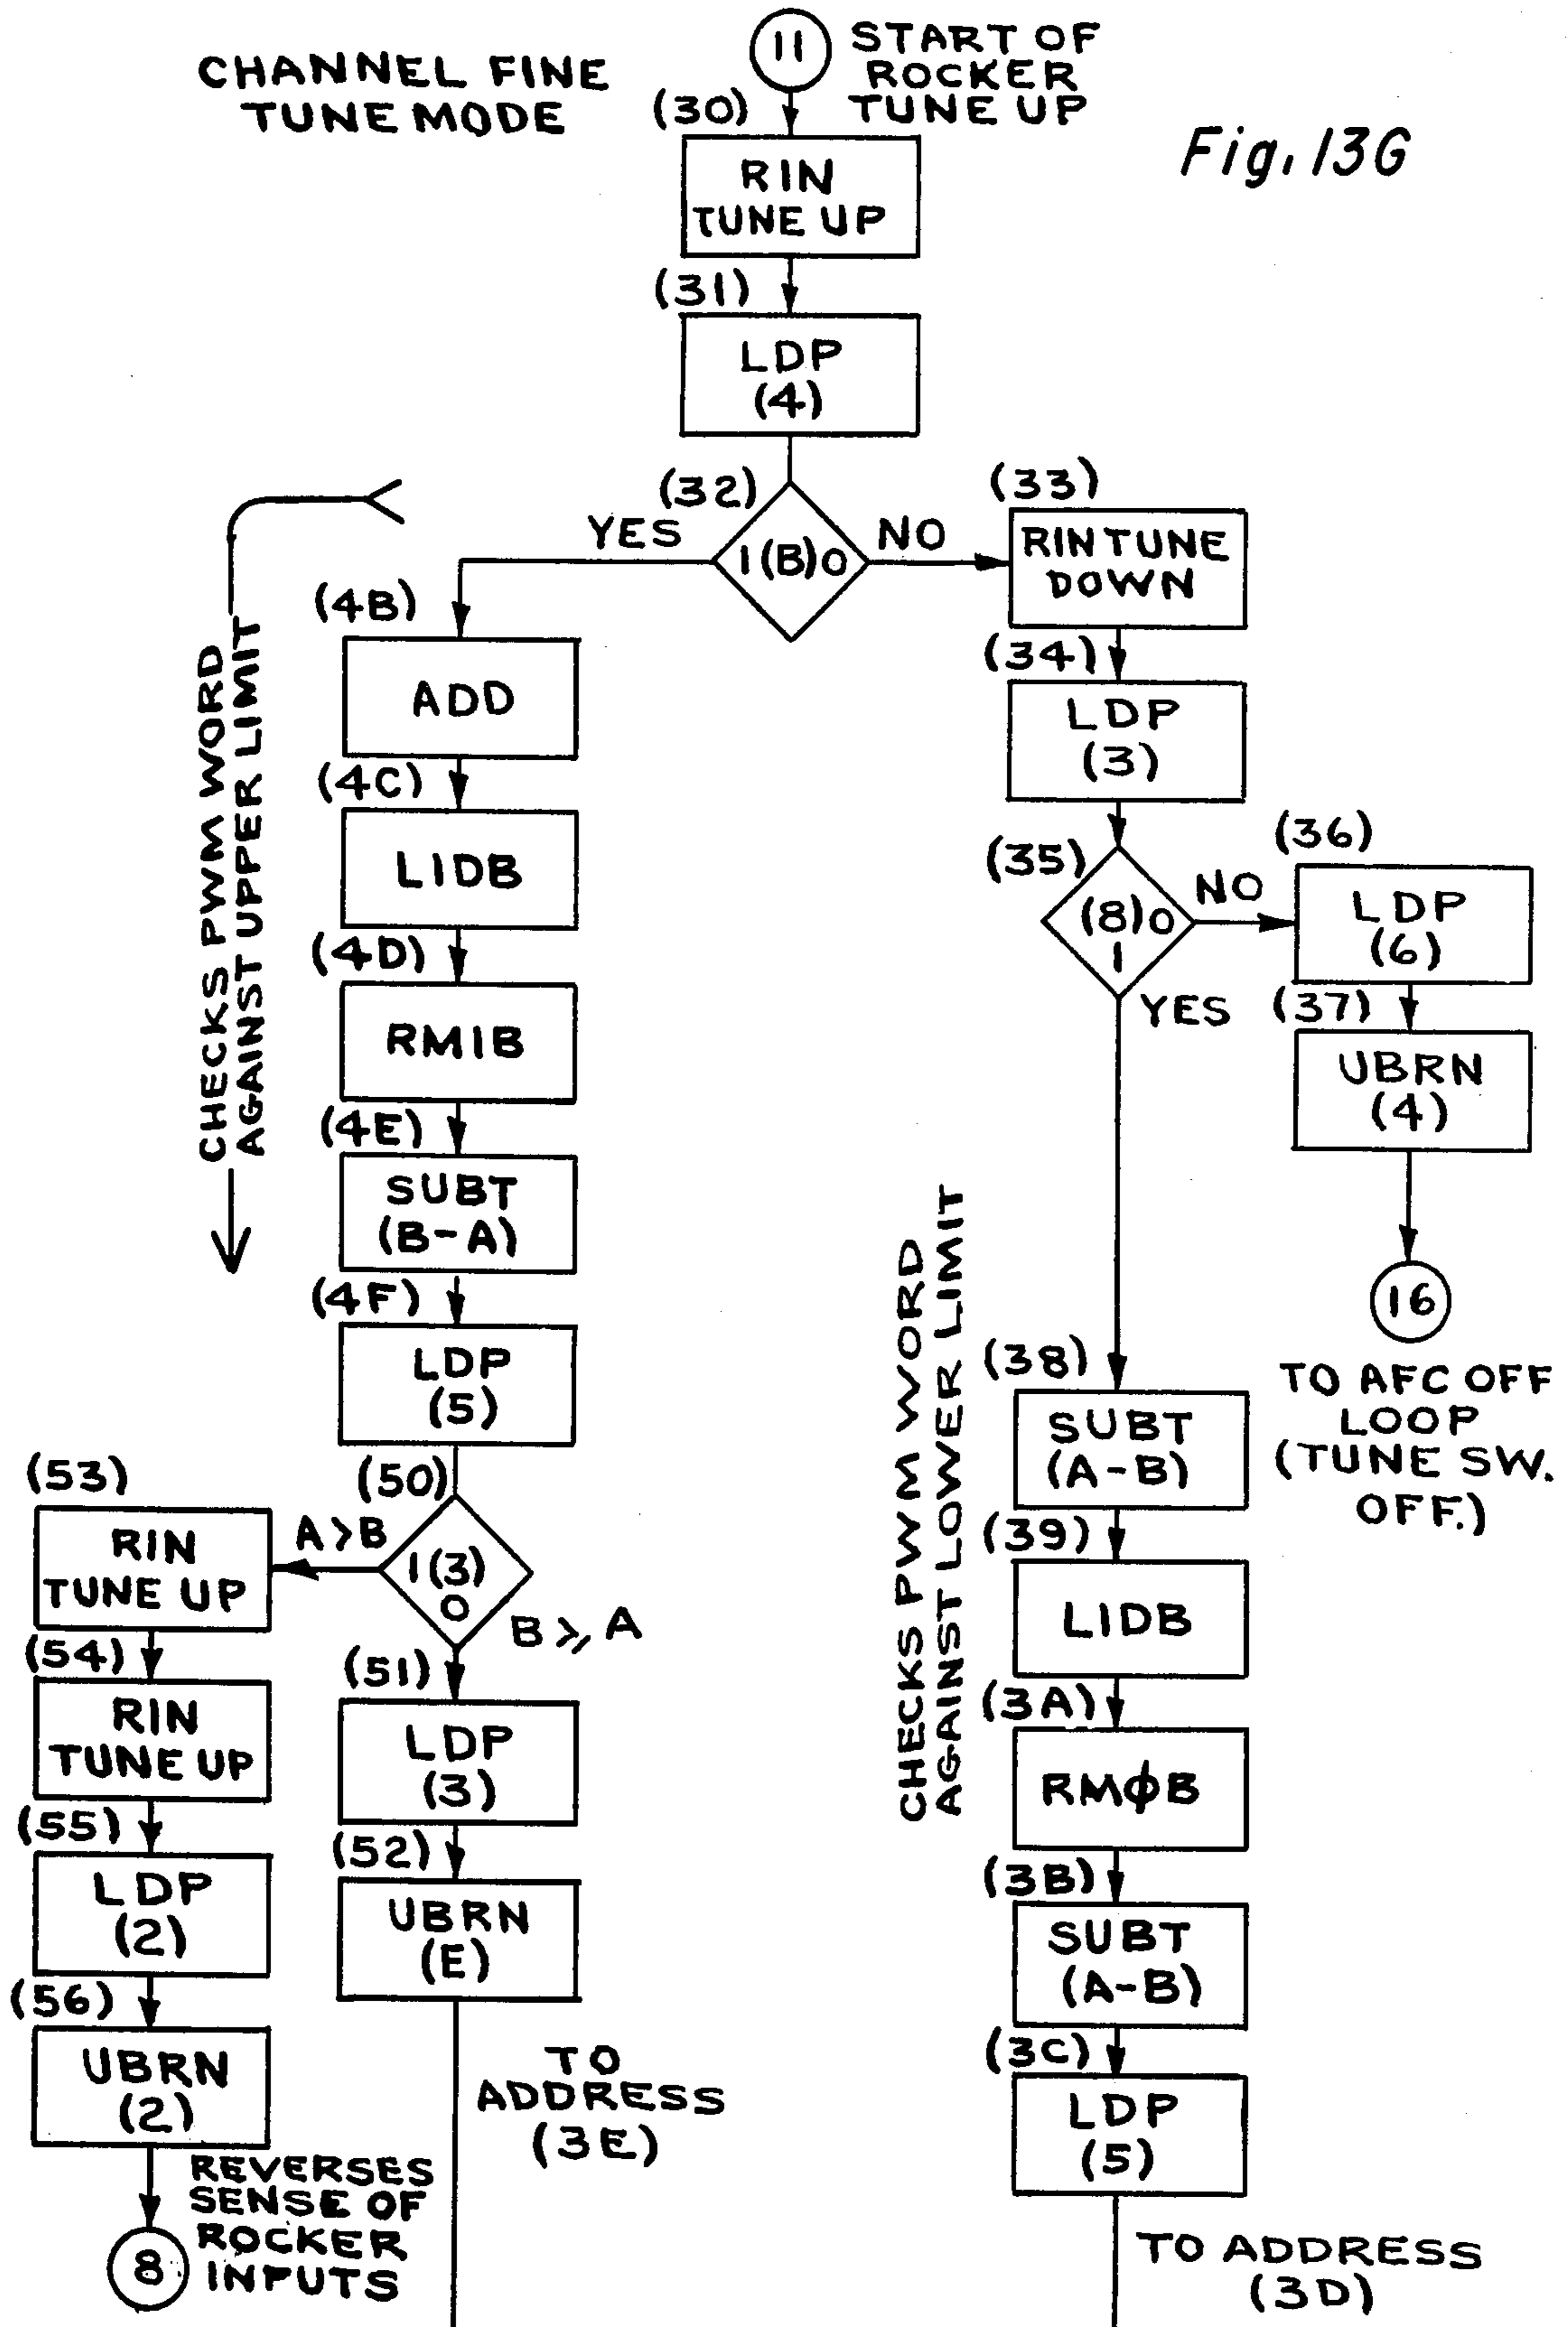 CHANNEL FINE
TUNE MODE
11
START OF
ROCKER
TUNE UP
Fig. 13G
(30)
RIN
TUNE UP
(31)
LDP
(4)
(32)
1(B)0
YES
NO
(33)
RIN TUNE
DOWN
(34)
LDP
(3)
(35)
(8)0
1
NO
YES
(36)
LDP
(6)
(37)
UBRN
(4)
16
TO AFC OFF
LOOP
(TUNE SW.
OFF.)
CHECKS PWM WORD
AGAINST UPPER LIMIT
(4B)
ADD
(4C)
LIDB
(4D)
RMIB
(4E)
SUBT
(B-A)
(4F)
LDP
(5)
(50)
1(3)
0
A>B
B⩾A
(53)
RIN
TUNE UP
(54)
RIN
TUNE UP
(55)
LDP
(2)
(56)
UBRN
(2)
8
REVERSES
SENSE OF
ROCKER
INPUTS
(51)
LDP
(3)
(52)
UBRN
(E)
TO
ADDRESS
(3E)
CHECKS PWM WORD
AGAINST LOWER LIMIT
(38)
SUBT
(A-B)
(39)
LIDB
(3A)
RMϕB
(3B)
SUBT
(A-B)
(3C)
LDP
(5)
TO ADDRESS
(3D)